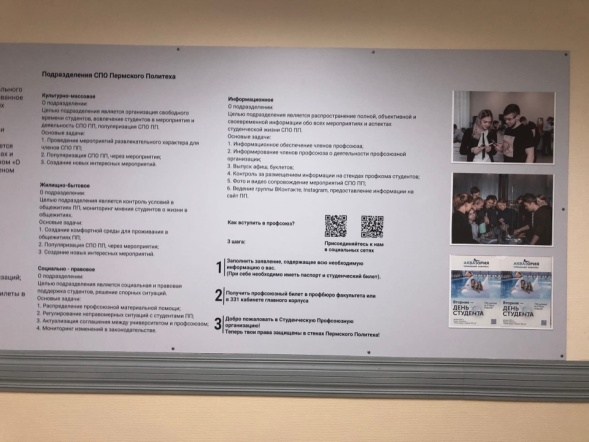 Подразделения СПО Пермского Политеха
Культурно-массовое
О подразделении:
Целью подразделения является организация свободного
времени студентов, вовлечение студентов в мероприятия и
деятельность СПО ПП, популяризация СПО ПП.
Основные задачи:
1. Проведение мероприятий развлекательного характера для
членов СПО ПП;
2. Популяризация СПО ПП, через мероприятия;
3. Создание новых интересных мероприятий.
Жилищно-бытовое
О подразделении:
Целью подразделения является контроль условий в
общежитиях ПП, мониторинг мнения студентов о жизни в
общежитиях.
Основные задачи:
1. Создание комфортной среды для проживания в
общежитиях ПП;
2. Популяризация СПО ПП, через мероприятия;
3. Создание новых интересных мероприятий.
Социально - правовое
О подразделении:
Целью подразделения является социальная и правовая
поддержка студентов, решение спорных ситуаций.
Основные задачи:
1. Распределение профсоюзной материальной помощи;
2. Регулирование неправомерных ситуаций с студентами ПП;
3. Актуализация соглашения между университетом и профсоюзом;
4. Мониторинг изменений в законодательстве
Информационное
О подразделении:
Целью подразделения является распространение полной, объективной и
своевременной информации обо всех мероприятиях и аспектах
студенческой жизни СПО ПП.
Основные задачи:
1. Информационное обеспечение членов профсоюза;
2. Информирование членов профсоюза о деятельности профсоюзной
организации;
3. Выпуск афиш, буклетов;
4. Контроль за размещением информации на стендах профкома студентов;
5. Фото и видео сопровождение мероприятий СПО ПП;
6. Ведения группы ВКонтакте, Instagram, предоставление информации на
сайт ПП.
Как вступить в профсоюз?
3 шага:
Присоединяйтесь к нам
в социальных сетях
1 Заполнить заявление, содержащее всю необходимую
информацию о вас.
(При себе необходимо иметь паспорт и студенческий билет).
2 Получить профсоюзный билет в профбюро факультета или
в 331 кабинете главного корпуса
3 Добро пожаловать в Студенческую Профсоюзную
организацию!
Теперь твои права защищены в стенах Пермского Политеха!
АКВАЗОРИЯ
Вторник —
ДЕНЬ
СТУДЕНТА
Вторник —
ДЕНЬ
СТУДЕНТА